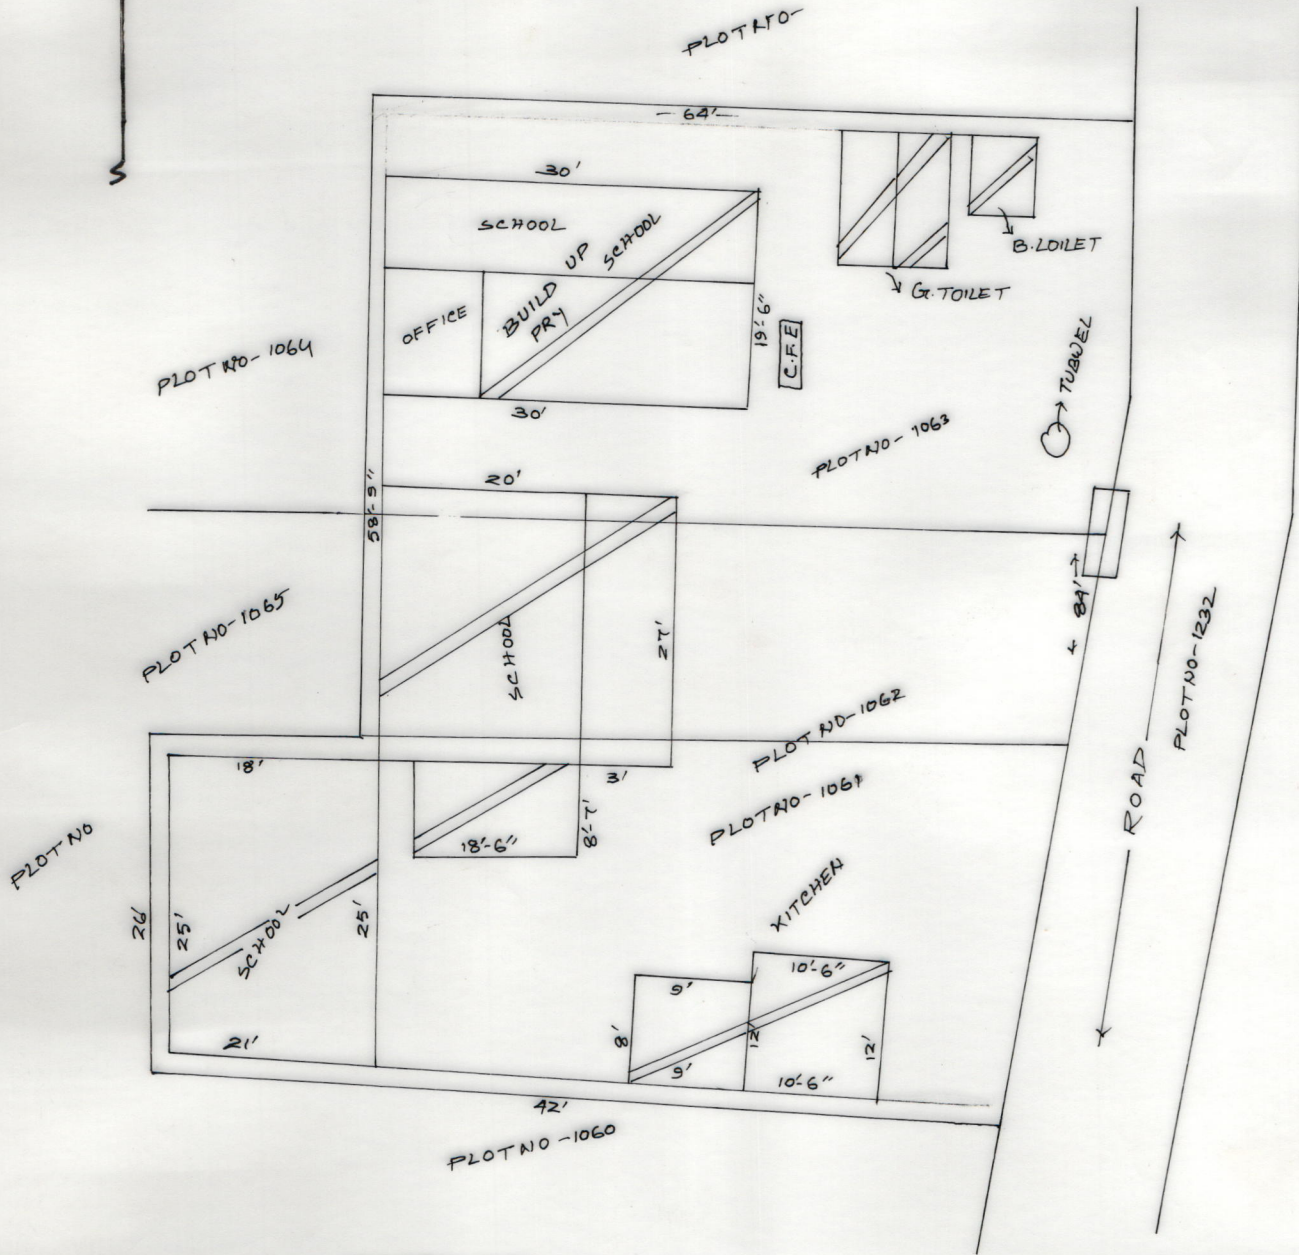 PLOT NO-
64'
30'
SCHOOL
UP
SCHOOL
BUILD
PRY
OFFICE
19'-6"
C.F.E
30'
B.LOILET
G.TOILET
TUBWEL
PLOT NO-1064
PLOT NO-1063
20'
58'-9"
PLOT NO-1065
SCHOOL
27'
84'
PLOT NO-1232
ROAD
PLOT NO-1062
PLOT NO-1061
18'
3'
18'-6"
8'-7'
PLOT NO
26'
25'
SCHOOL
25'
21'
KITCHEN
10'-6"
9'
8'
12'
12'
9'
10'-6"
42'
PLOT NO-1060
S